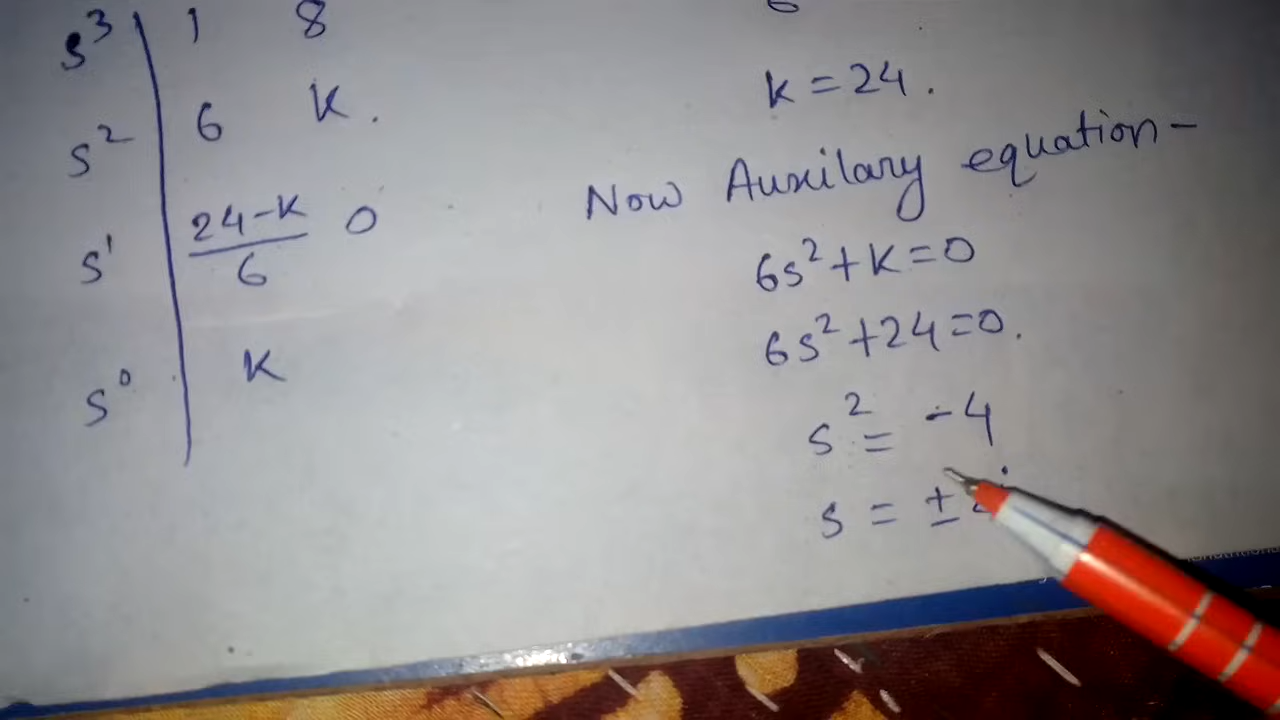 s³ 1 8
s² 6 K.
s¹ 24-K/6 0
s⁰ K
K = 24.
Now Auxilary equation-
6s²+K=0
6s²+24=0.
s² = -4
s = ±